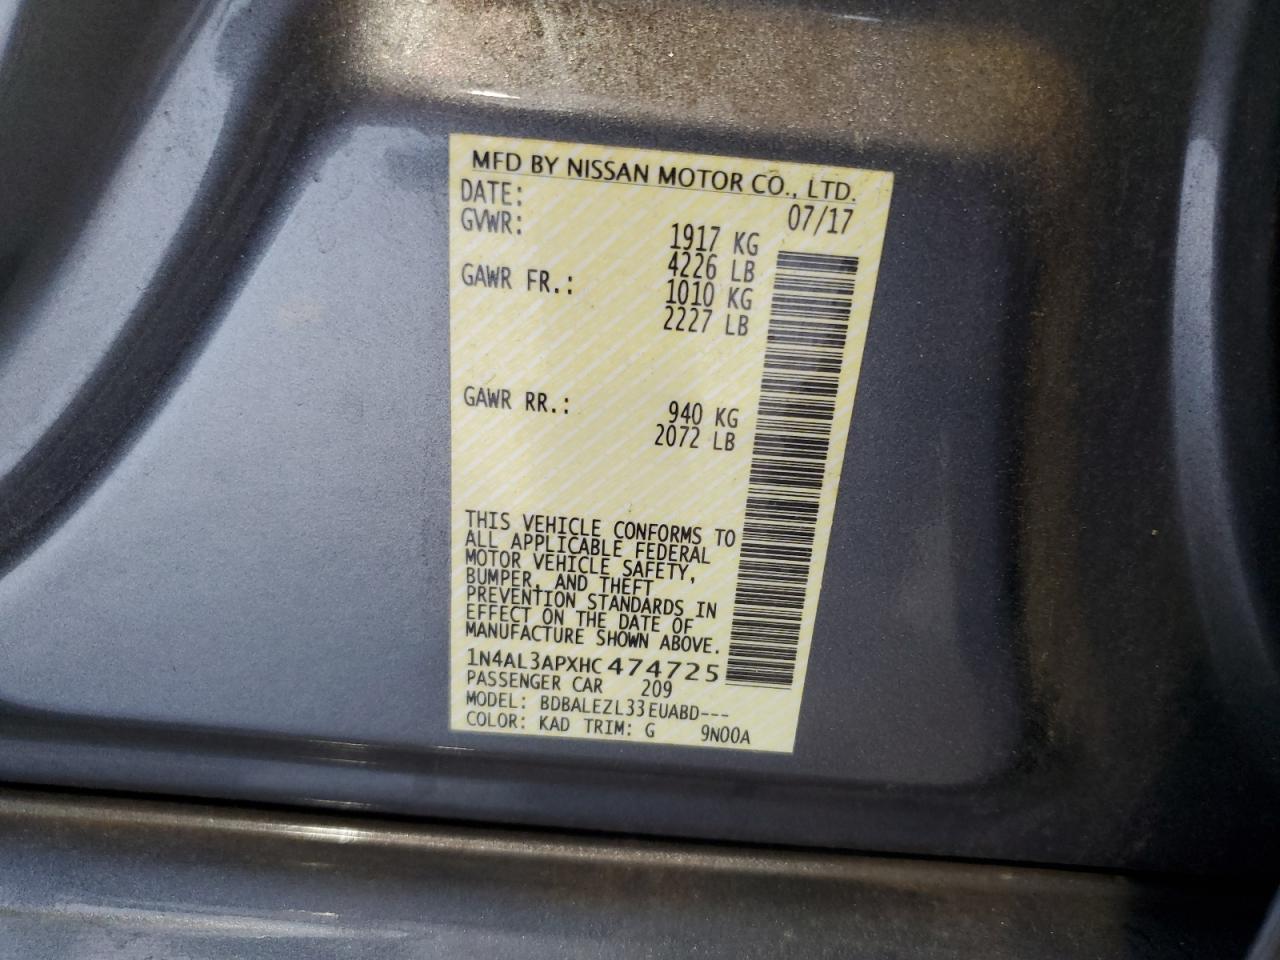 MFD BY NISSAN MOTOR CO., LTD.
DATE: 07/17
GVWR: 1917 KG
4226 LB
GAWR FR.: 1010 KG
2227 LB
GAWR RR.: 940 KG
2072 LB
THIS VEHICLE CONFORMS TO
ALL APPLICABLE FEDERAL
MOTOR VEHICLE SAFETY,
BUMPER, AND THEFT
PREVENTION STANDARDS IN
EFFECT ON THE DATE OF
MANUFACTURE SHOWN ABOVE.
1N4AL3APXHC474725
PASSENGER CAR 209
MODEL: BDBALEZL33EUABD---
COLOR: KAD TRIM: G 9N00A